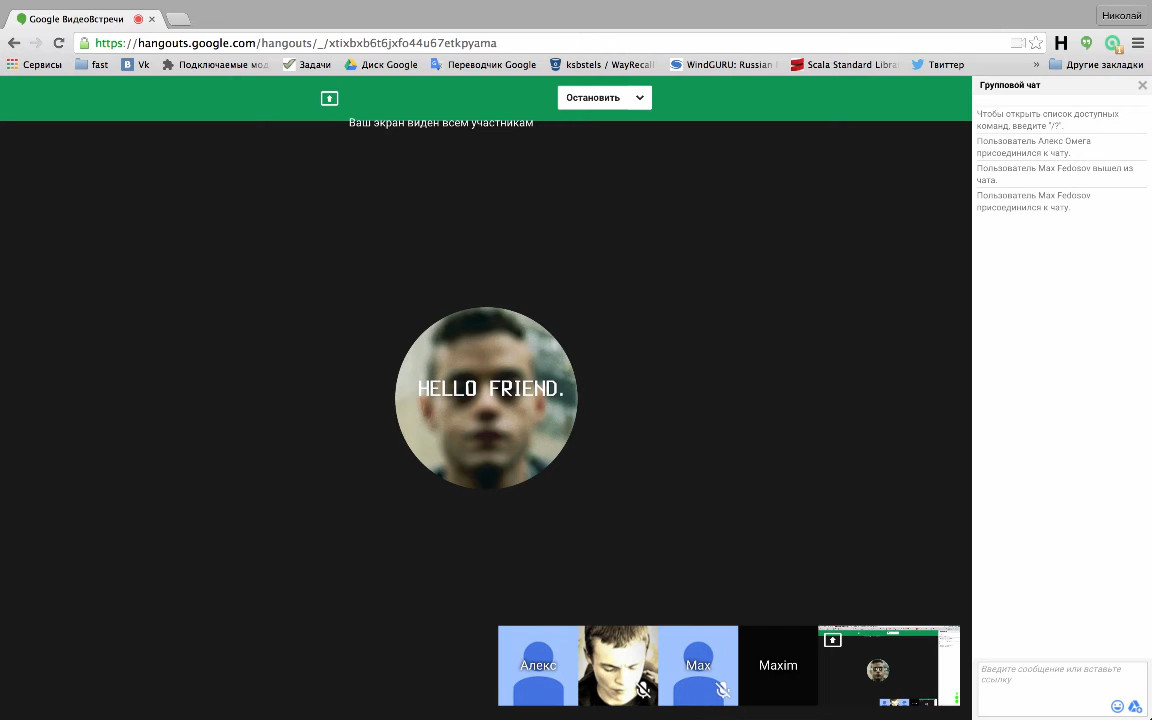 Google ВидеоВстречи
Николай
https://hangouts.google.com/hangouts/_/xtixbxb6t6jxfo44u67etkpyama
Сервисы
fast
Vk
Подключаемые мод
Задачи
Диск Google
Переводчик Google
ksbstels / WayRecall
WindGURU: Russian F
Scala Standard Libra
Твиттер
»
Другие закладки
Остановить
Ваш экран виден всем участникам
Групповой чат
Чтобы открыть список доступных
команд, введите "/?".
Пользователь Алекс Омега
присоединился к чату.
Пользователь Max Fedosov вышел из
чата.
Пользователь Max Fedosov
присоединился к чату.
HELLO FRIEND.
Алекс
Max
Maxim
Введите сообщение или вставьте
ссылку